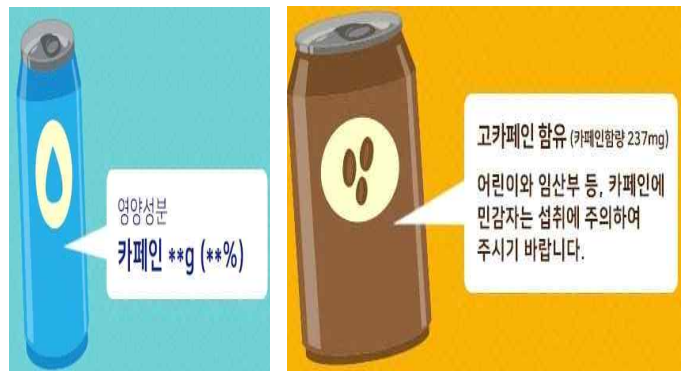 영양성분
카페인 **g (**%)
고카페인 함유 (카페인함량 237mg)
어린이와 임산부 등, 카페인에
민감자는 섭취에 주의하여
주시기 바랍니다.